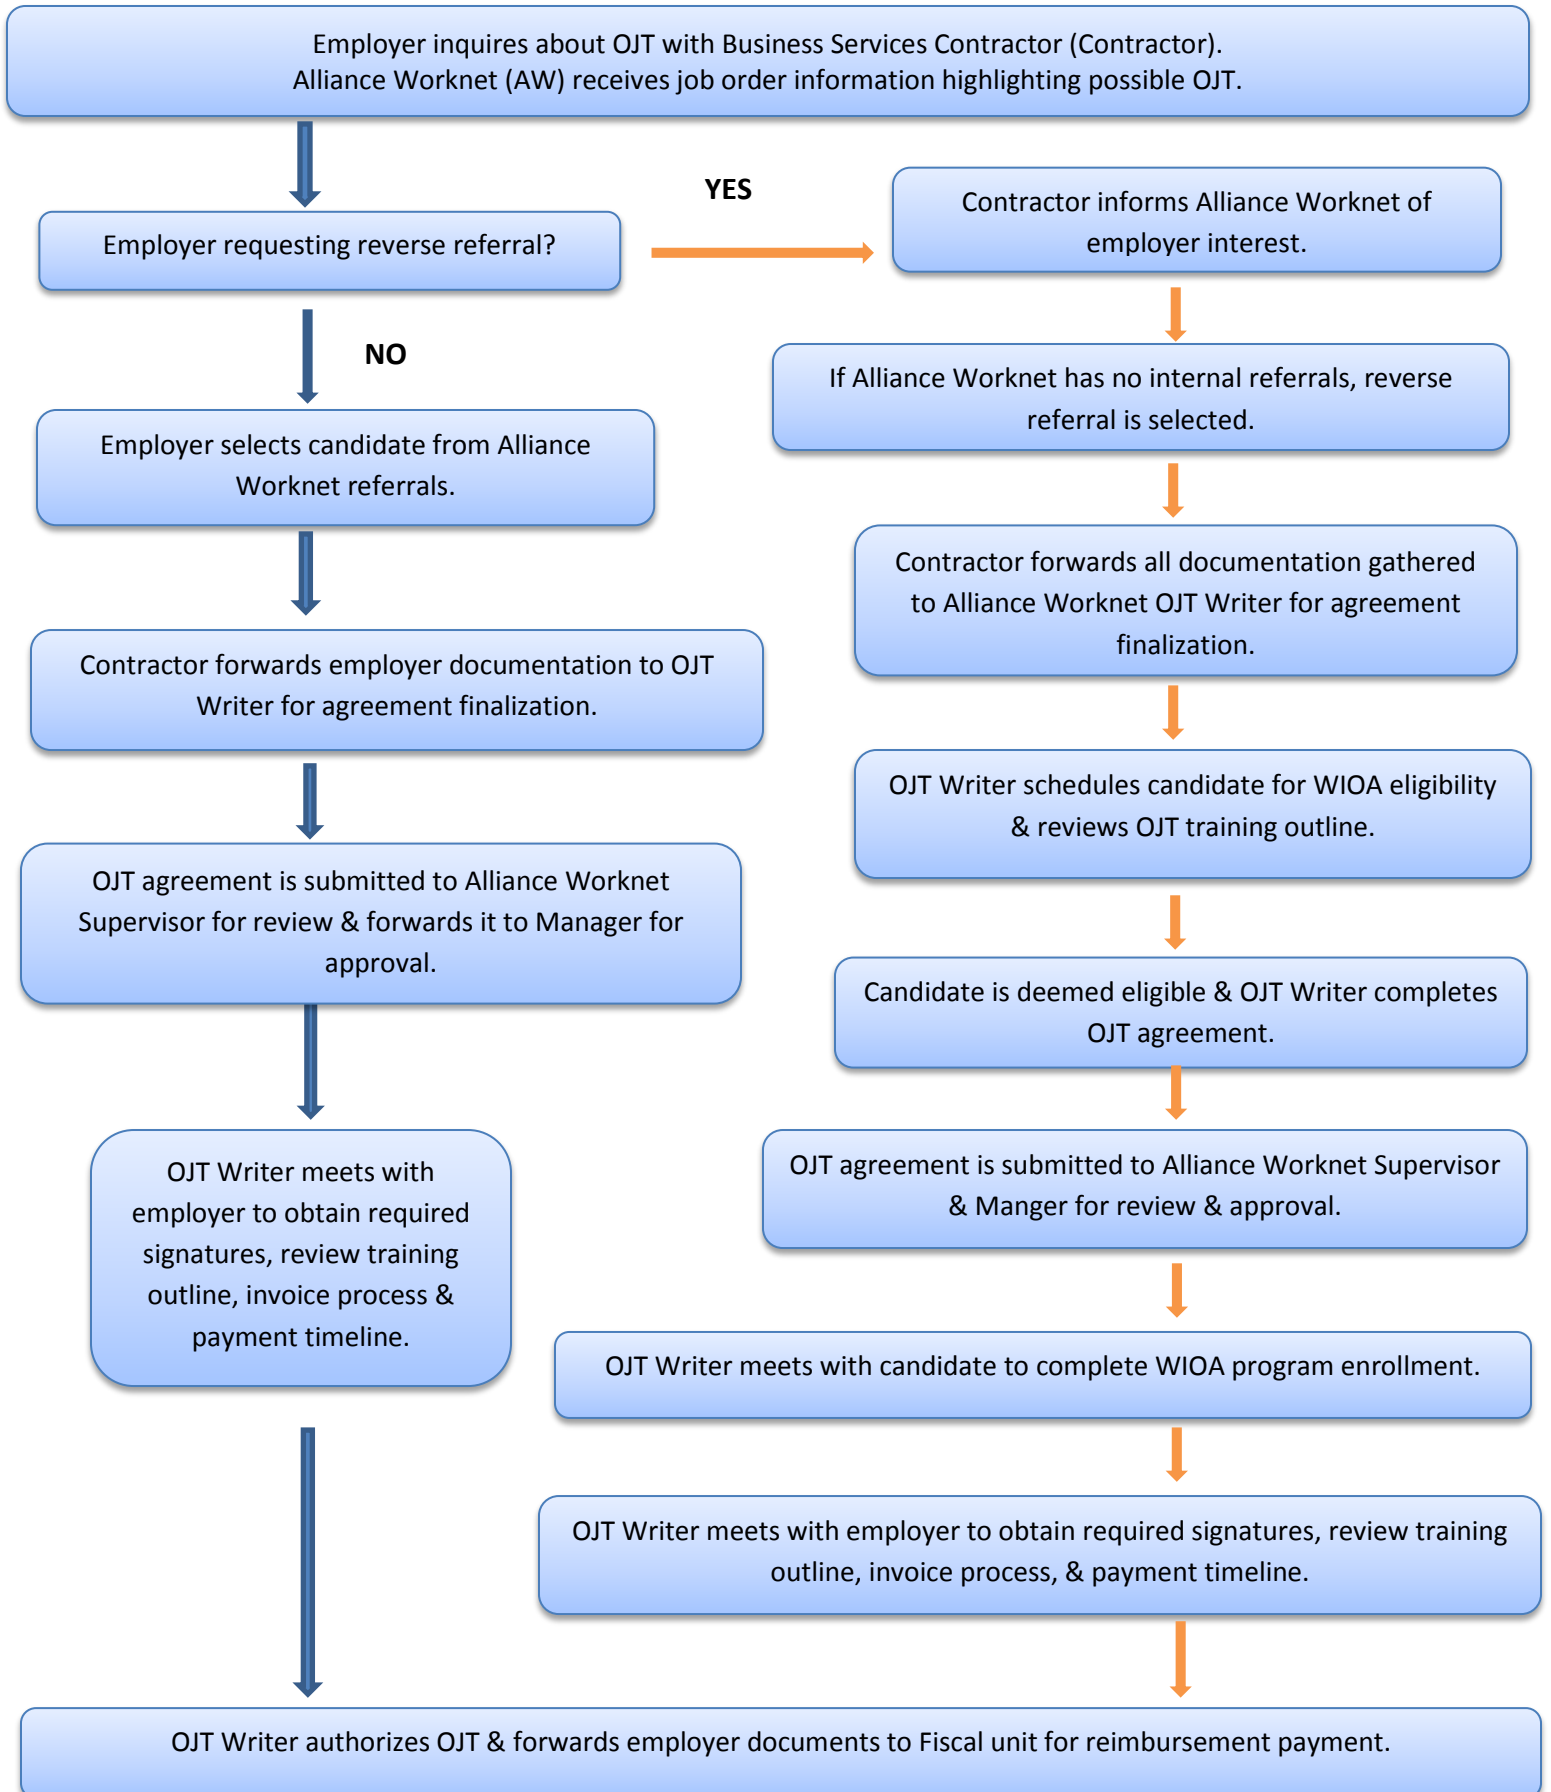 Employer inquires about OJT with Business Services Contractor (Contractor).
Alliance Worknet (AW) receives job order information highlighting possible OJT.
Employer requesting reverse referral?
YES
Contractor informs Alliance Worknet of
employer interest.
NO
If Alliance Worknet has no internal referrals, reverse
referral is selected.
Employer selects candidate from Alliance
Worknet referrals.
Contractor forwards all documentation gathered
to Alliance Worknet OJT Writer for agreement
finalization.
Contractor forwards employer documentation to OJT
Writer for agreement finalization.
OJT Writer schedules candidate for WIOA eligibility
& reviews OJT training outline.
OJT agreement is submitted to Alliance Worknet
Supervisor for review & forwards it to Manager for
approval.
Candidate is deemed eligible & OJT Writer completes
OJT agreement.
OJT Writer meets with
employer to obtain required
signatures, review training
outline, invoice process &
payment timeline.
OJT agreement is submitted to Alliance Worknet Supervisor
& Manger for review & approval.
OJT Writer meets with candidate to complete WIOA program enrollment.
OJT Writer meets with employer to obtain required signatures, review training
outline, invoice process, & payment timeline.
OJT Writer authorizes OJT & forwards employer documents to Fiscal unit for reimbursement payment.